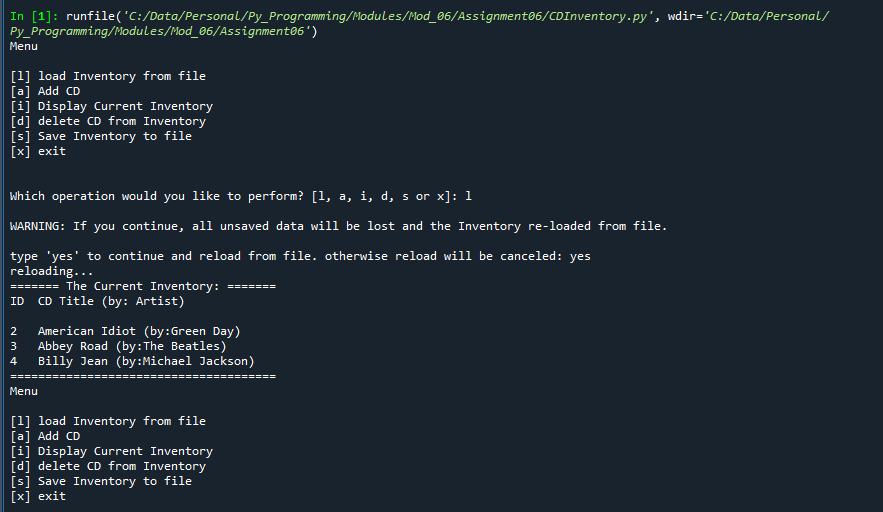 In [1]: runfile('C:/Data/Personal/Py_Programming/Modules/Mod_06/Assignment06/CDInventory.py', wdir='C:/Data/Personal/
Py_Programming/Modules/Mod_06/Assignment06')
Menu
[l] load Inventory from file
[a] Add CD
[i] Display Current Inventory
[d] delete CD from Inventory
[s] Save Inventory to file
[x] exit
Which operation would you like to perform? [l, a, i, d, s or x]: l
WARNING: If you continue, all unsaved data will be lost and the Inventory re-loaded from file.
type 'yes' to continue and reload from file. otherwise reload will be canceled: yes
reloading...
======= The Current Inventory: =======
ID  CD Title (by: Artist)
2   American Idiot (by:Green Day)
3   Abbey Road (by:The Beatles)
4   Billy Jean (by:Michael Jackson)
======================================
Menu
[l] load Inventory from file
[a] Add CD
[i] Display Current Inventory
[d] delete CD from Inventory
[s] Save Inventory to file
[x] exit